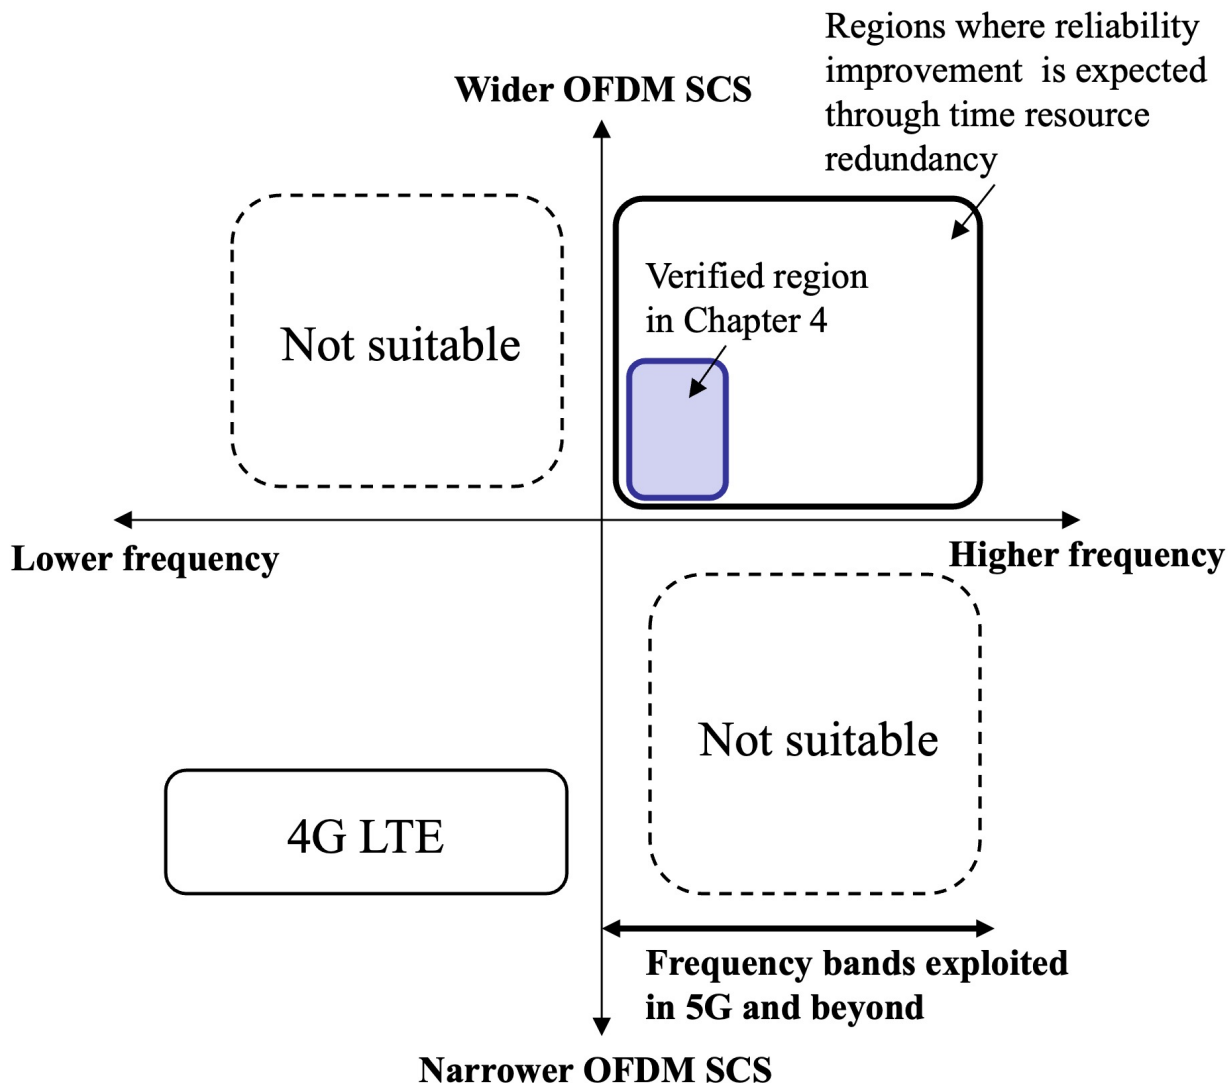 Regions where reliability
improvement is expected
through time resource
redundancy
Wider OFDM SCS
Verified region
in Chapter 4
Not suitable
Lower frequency
Higher frequency
Not suitable
4G LTE
Frequency bands exploited
in 5G and beyond
Narrower OFDM SCS